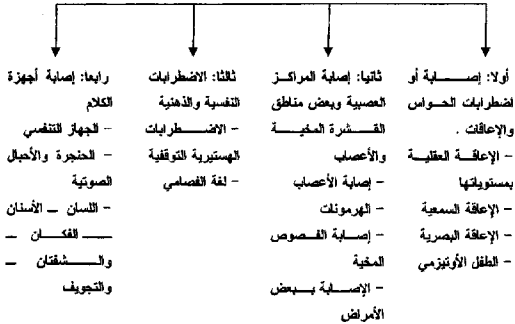 أولا: إصابة أو
اضطرابات الحواس
والإعاقات .
- الإعاقة العقلية
بمستوياتها
- الإعاقة السمعية
- الإعاقة البصرية
- الطفل الأوتيزمي
ثانيا: إصابة المراكز
العصبية وبعض مناطق
القشرة المخية
والأعصاب
- إصابة الأعصاب
- الهرمونات
- إصابة الفصوص
المخية
- الإصابة ببعض
الأمراض
ثالثا: الاضطرابات
النفسية والذهنية
- الاضطرابات
الهستيرية التوقفية
- لغة الفصامي
رابعا: إصابة أجهزة
الكلام
- الجهاز التنفسي
- الحنجرة والأحبال
الصوتية
- اللسان – الأسنان
– الفكان –
والشفتان –
والتجويف